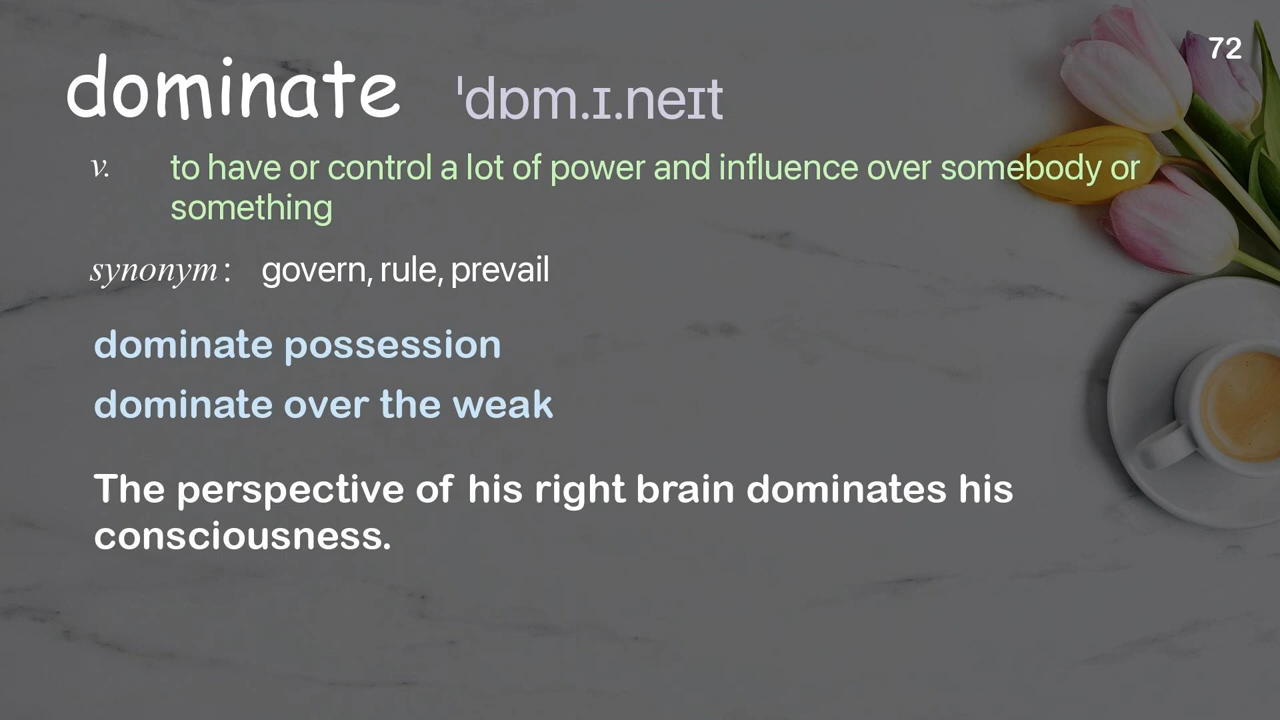 72
dominate ˈdɒm.ɪ.neɪt
v. to have or control a lot of power and influence over somebody or
something
synonym: govern, rule, prevail
dominate possession
dominate over the weak
The perspective of his right brain dominates his
consciousness.